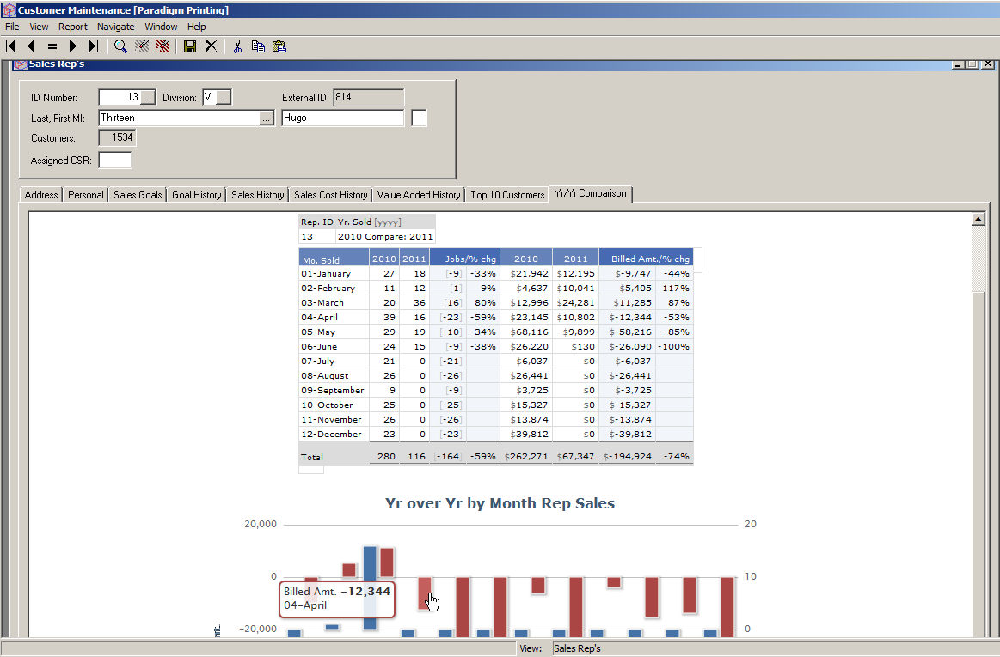 Customer Maintenance [Paradigm Printing]
File View Report Navigate Window Help
Sales Rep's
ID Number: 13 ... Division: V ... External ID 814
Last, First MI: Thirteen ... Hugo
Customers: 1534
Assigned CSR:
Address Personal Sales Goals Goal History Sales History Sales Cost History Value Added History Top 10 Customers Yr/Yr Comparison
Rep. ID Yr. Sold [yyyy]
13 2010 Compare: 2011
Mo. Sold 2010 2011 Jobs/% chg 2010 2011 Billed Amt./% chg
01-January 27 18 [-9] -33% $21,942 $12,195 $-9,747 -44%
02-February 11 12 [1] 9% $4,637 $10,041 $5,405 117%
03-March 20 36 [16] 80% $12,996 $24,281 $11,285 87%
04-April 39 16 [-23] -59% $23,145 $10,802 $-12,344 -53%
05-May 29 19 [-10] -34% $68,116 $9,899 $-58,216 -85%
06-June 24 15 [-9] -38% $26,220 $130 $-26,090 -100%
07-July 21 0 [-21] $6,037 $0 $-6,037
08-August 26 0 [-26] $26,441 $0 $-26,441
09-September 9 0 [-9] $3,725 $0 $-3,725
10-October 25 0 [-25] $15,327 $0 $-15,327
11-November 26 0 [-26] $13,874 $0 $-13,874
12-December 23 0 [-23] $39,812 $0 $-39,812
Total 280 116 [-164] -59% $262,271 $67,347 $-194,924 -74%
Yr over Yr by Month Rep Sales
20,000 20
0 10
Billed Amt. -12,344
04-April
-20,000 0
View: Sales Rep's